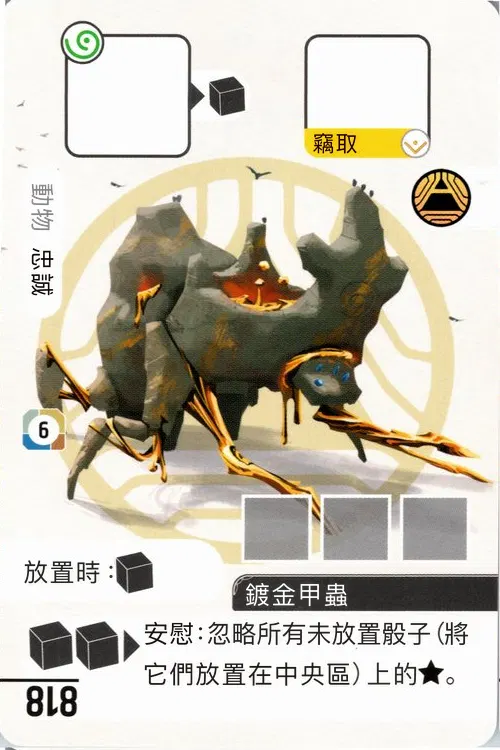 竊取
動物 忠誠
6
放置時：
鍍金甲蟲
安慰：忽略所有未放置骰子（將
它們放置在中央區）上的★。
818